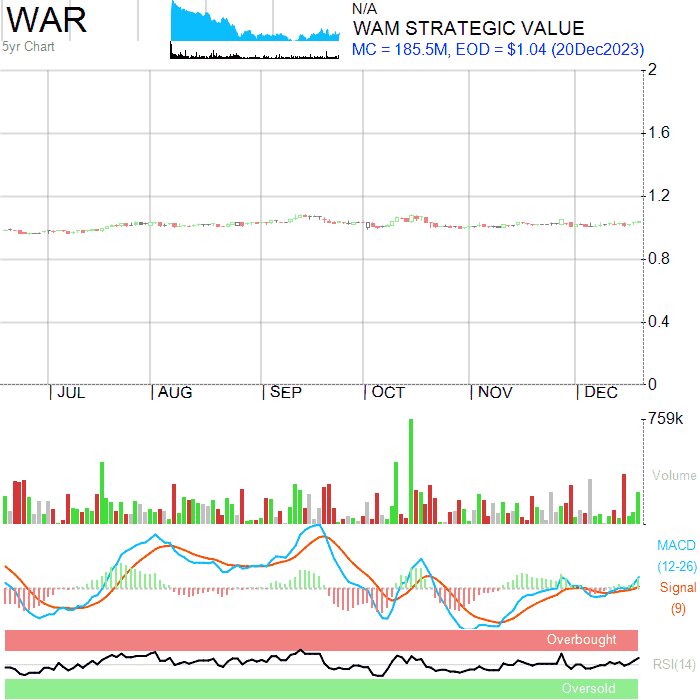 WAR
5yr Chart
N/A
WAM STRATEGIC VALUE
MC = 185.5M, EOD = $1.04 (20Dec2023)
2
1.6
1.2
0.8
0.4
0
JUL AUG SEP OCT NOV DEC
759k
Volume
MACD
(12-26)
Signal
(9)
Overbought
RSI(14)
Oversold